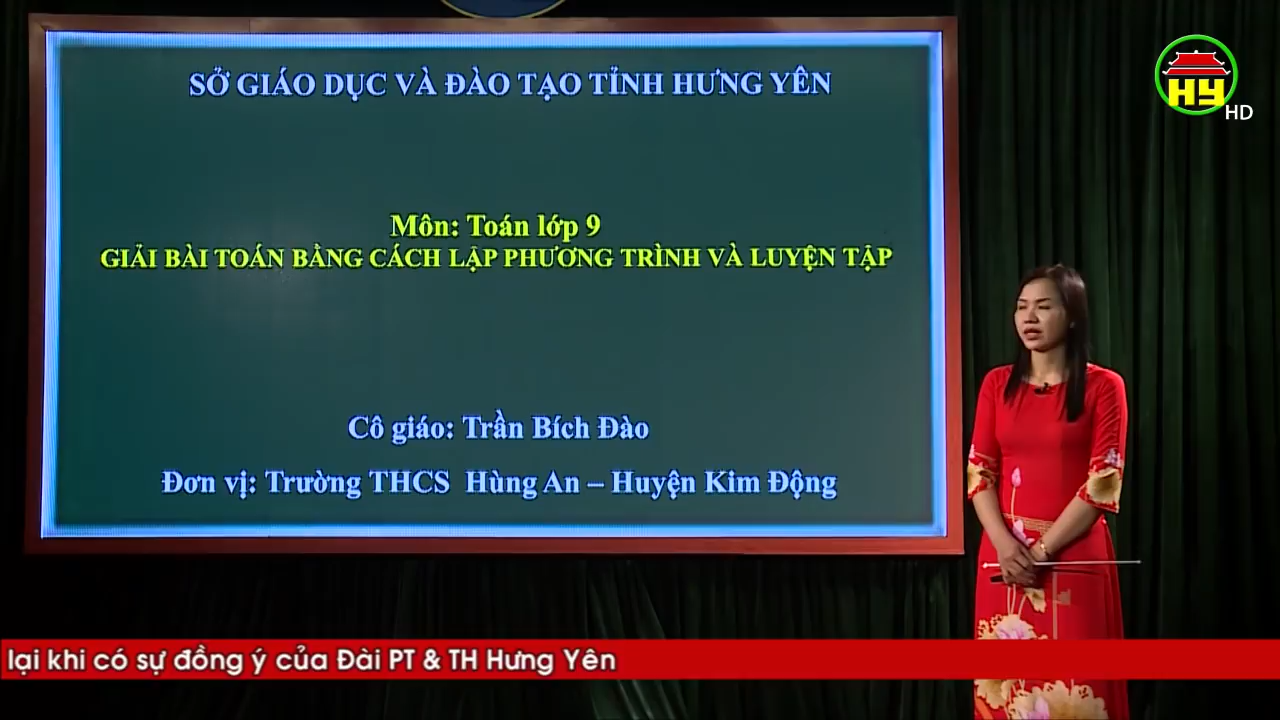 SỞ GIÁO DỤC VÀ ĐÀO TẠO TỈNH HƯNG YÊN
HY
HD
Môn: Toán lớp 9
GIẢI BÀI TOÁN BẰNG CÁCH LẬP PHƯƠNG TRÌNH VÀ LUYỆN TẬP
Cô giáo: Trần Bích Đào
Đơn vị: Trường THCS Hùng An – Huyện Kim Động
lại khi có sự đồng ý của Đài PT & TH Hưng Yên